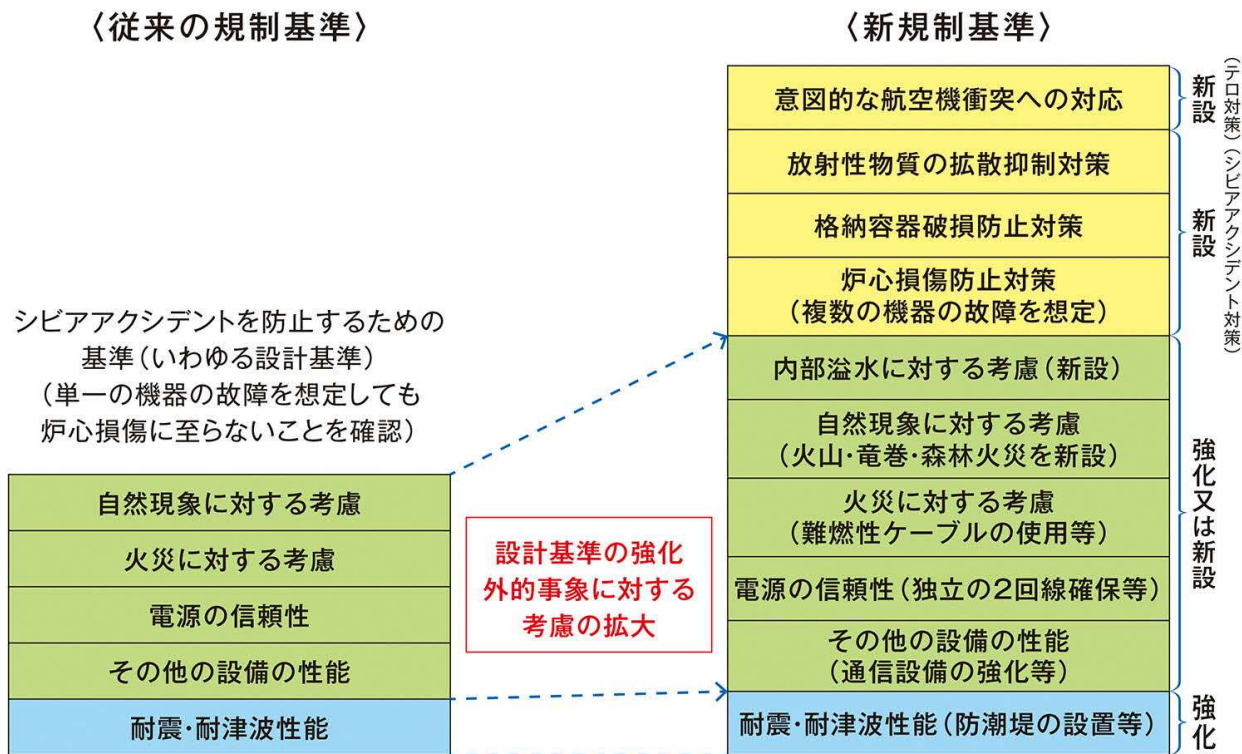 〈従来の規制基準〉
シビアアクシデントを防止するための
基準(いわゆる設計基準)
(単一の機器の故障を想定しても
炉心損傷に至らないことを確認)
自然現象に対する考慮
火災に対する考慮
電源の信頼性
その他の設備の性能
耐震・耐津波性能
設計基準の強化
外的事象に対する
考慮の拡大
〈新規制基準〉
意図的な航空機衝突への対応
放射性物質の拡散抑制対策
格納容器破損防止対策
炉心損傷防止対策
(複数の機器の故障を想定)
内部溢水に対する考慮(新設)
自然現象に対する考慮
(火山・竜巻・森林火災を新設)
火災に対する考慮
(難燃性ケーブルの使用等)
電源の信頼性(独立の2回線確保等)
その他の設備の性能
(通信設備の強化等)
耐震・耐津波性能(防潮堤の設置等)
新設
(テロ対策)
新設
(シビアアクシデント対策)
強化又は新設
強化